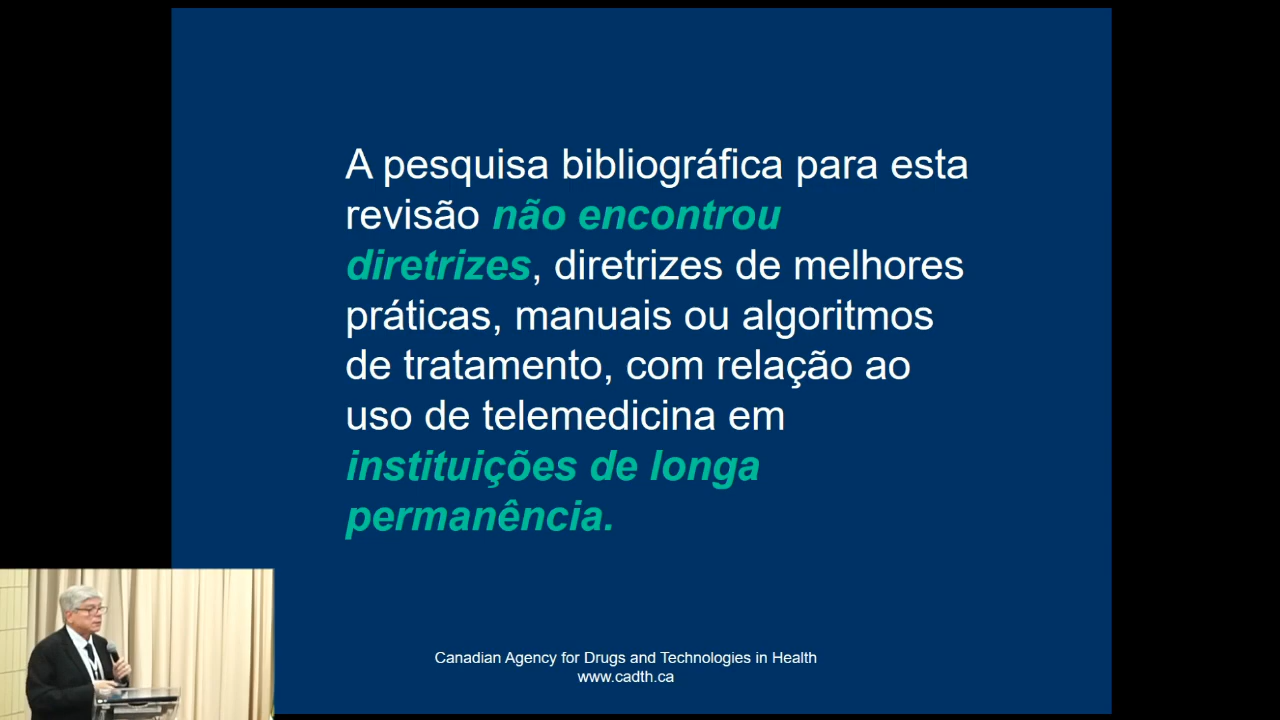 A pesquisa bibliográfica para esta
revisão não encontrou
diretrizes, diretrizes de melhores
práticas, manuais ou algoritmos
de tratamento, com relação ao
uso de telemedicina em
instituições de longa
permanência.
Canadian Agency for Drugs and Technologies in Health
www.cadth.ca